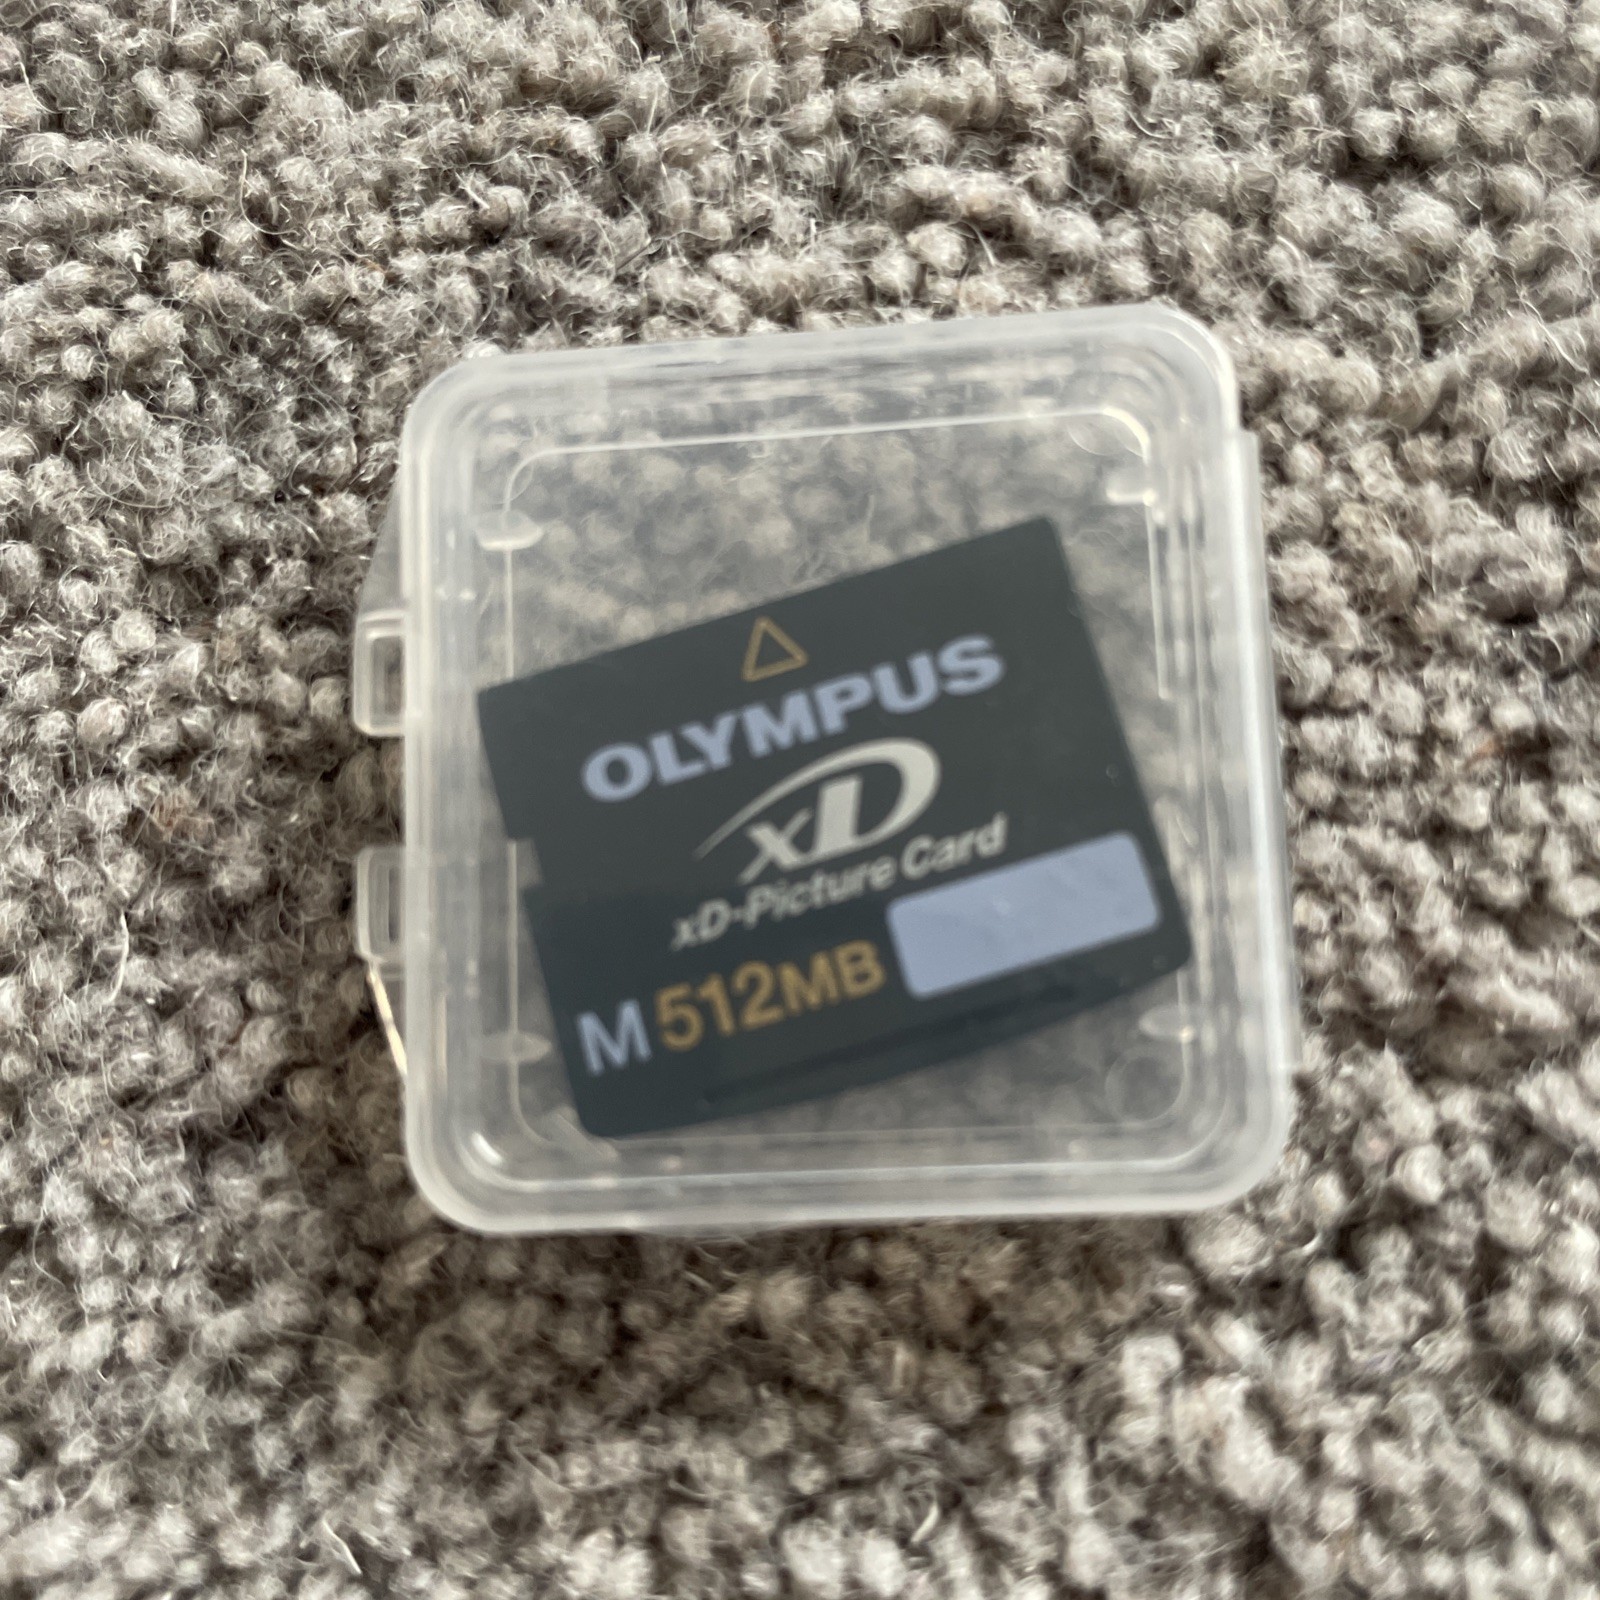 OLYMPUS
xD
xD-Picture Card
M 512MB